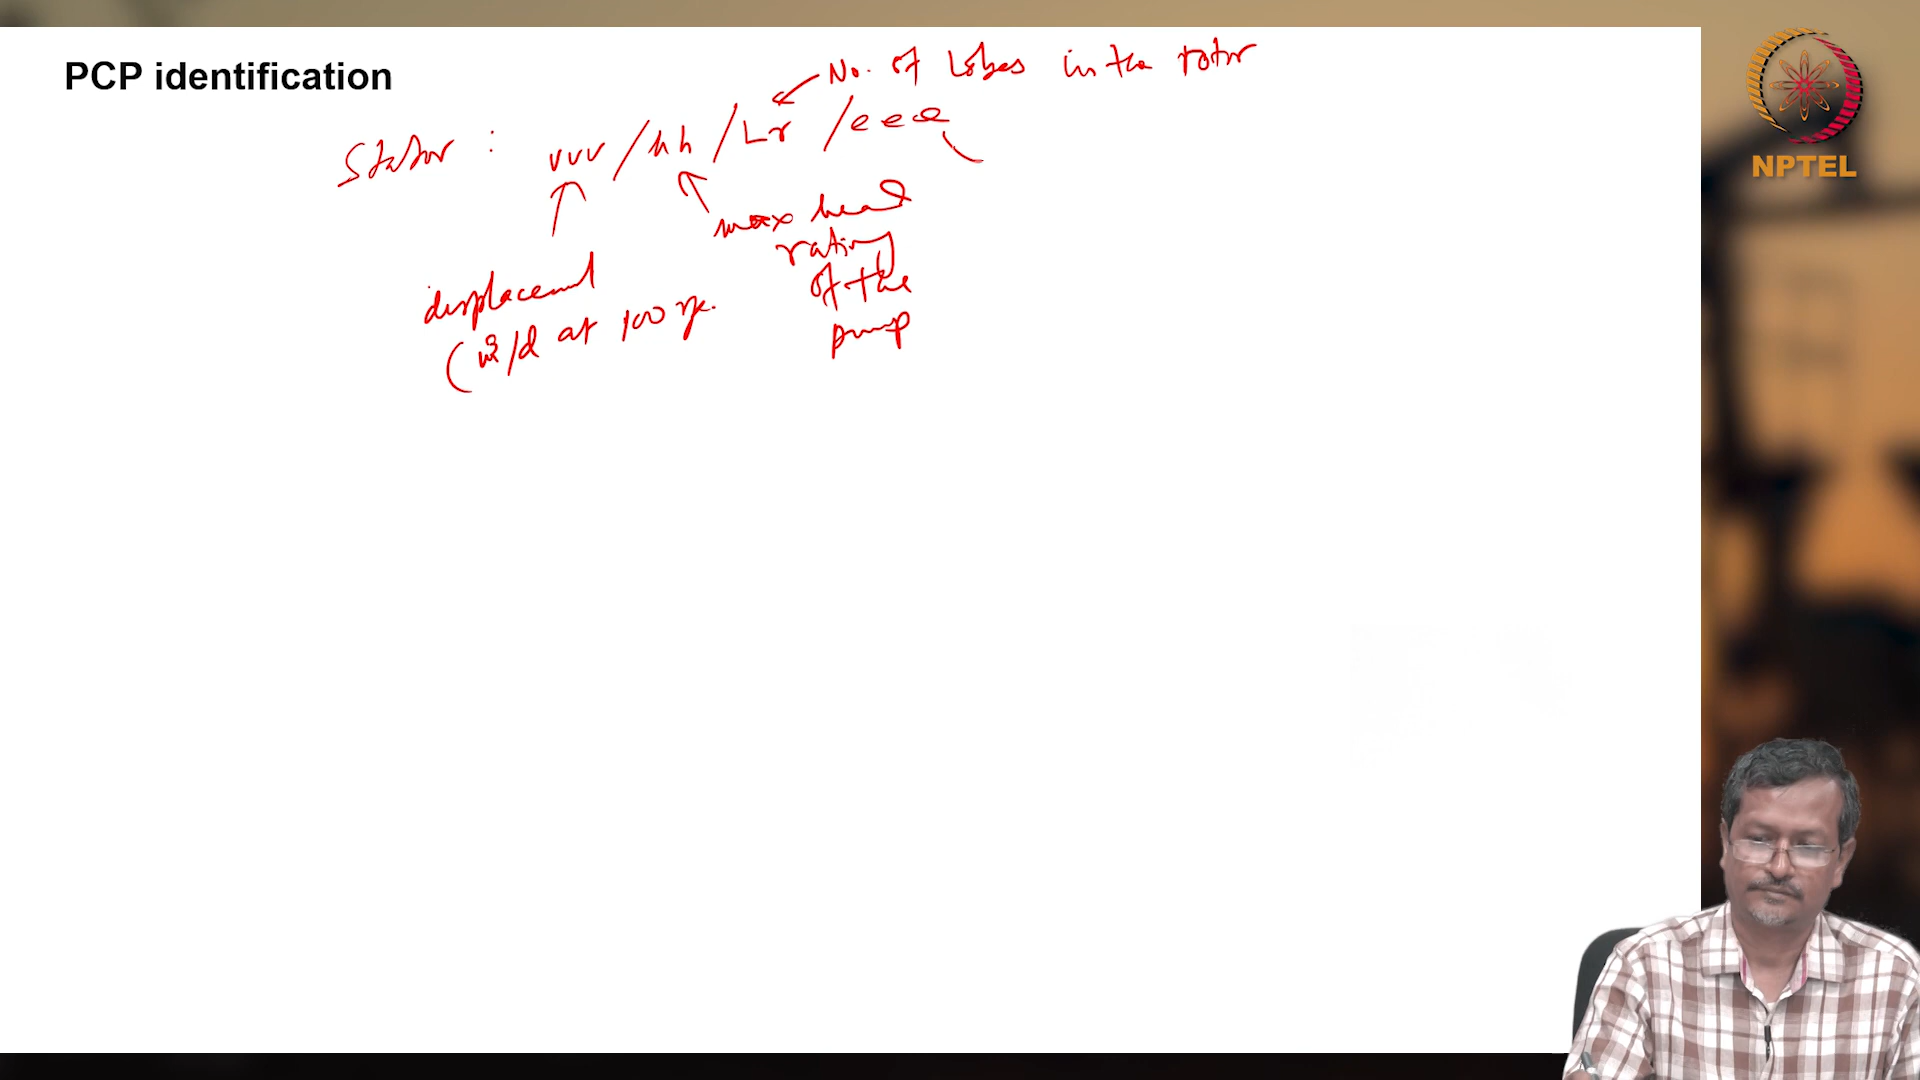 PCP identification
No. of Lobes in the rotor
Stator : vvv / hh / Lr / eee
max head
rating
of the
pump
displacement
(m3/d at 100
NPTEL